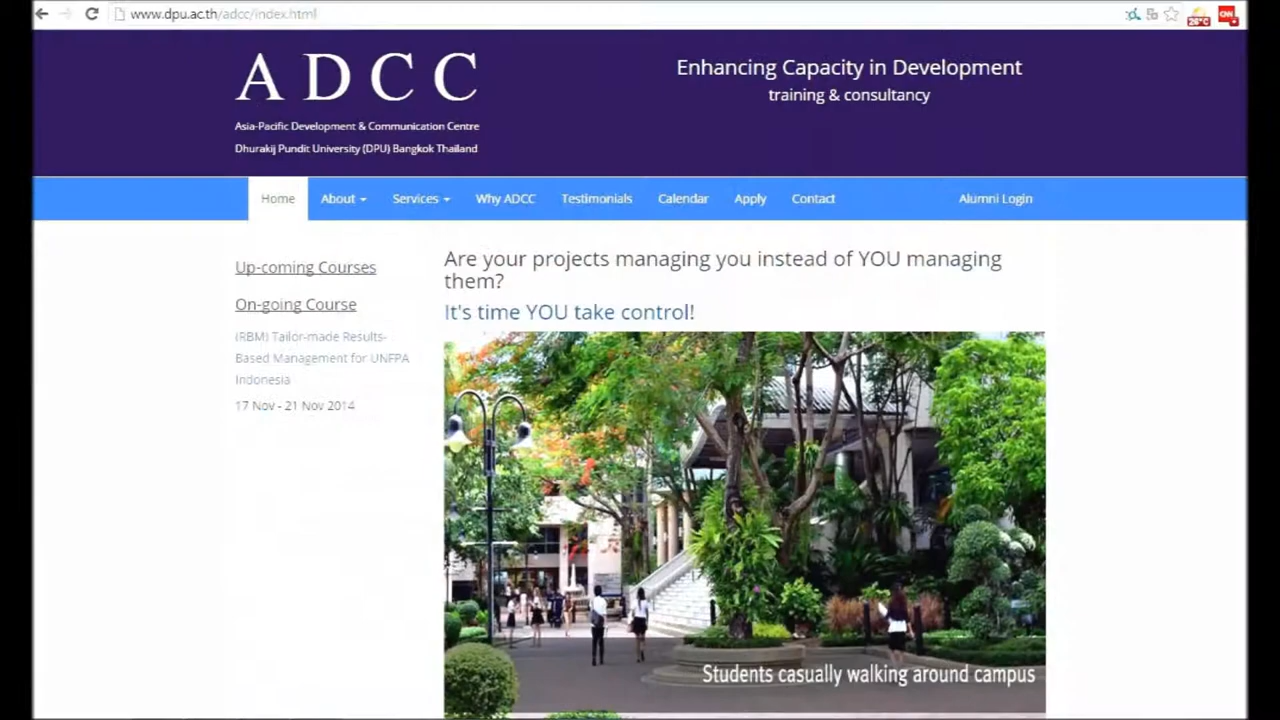 www.dpu.ac.th/adcc/index.html
26°C
CNN
ADCC
Asia-Pacific Development & Communication Centre
Dhurakij Pundit University (DPU) Bangkok Thailand
Enhancing Capacity in Development
training & consultancy
Home
About
Services
Why ADCC
Testimonials
Calendar
Apply
Contact
Alumni Login
Up-coming Courses
On-going Course
(RBM) Tailor-made Results-
Based Management for UNFPA
Indonesia
17 Nov - 21 Nov 2014
Are your projects managing you instead of YOU managing
them?
It's time YOU take control!
Students casually walking around campus